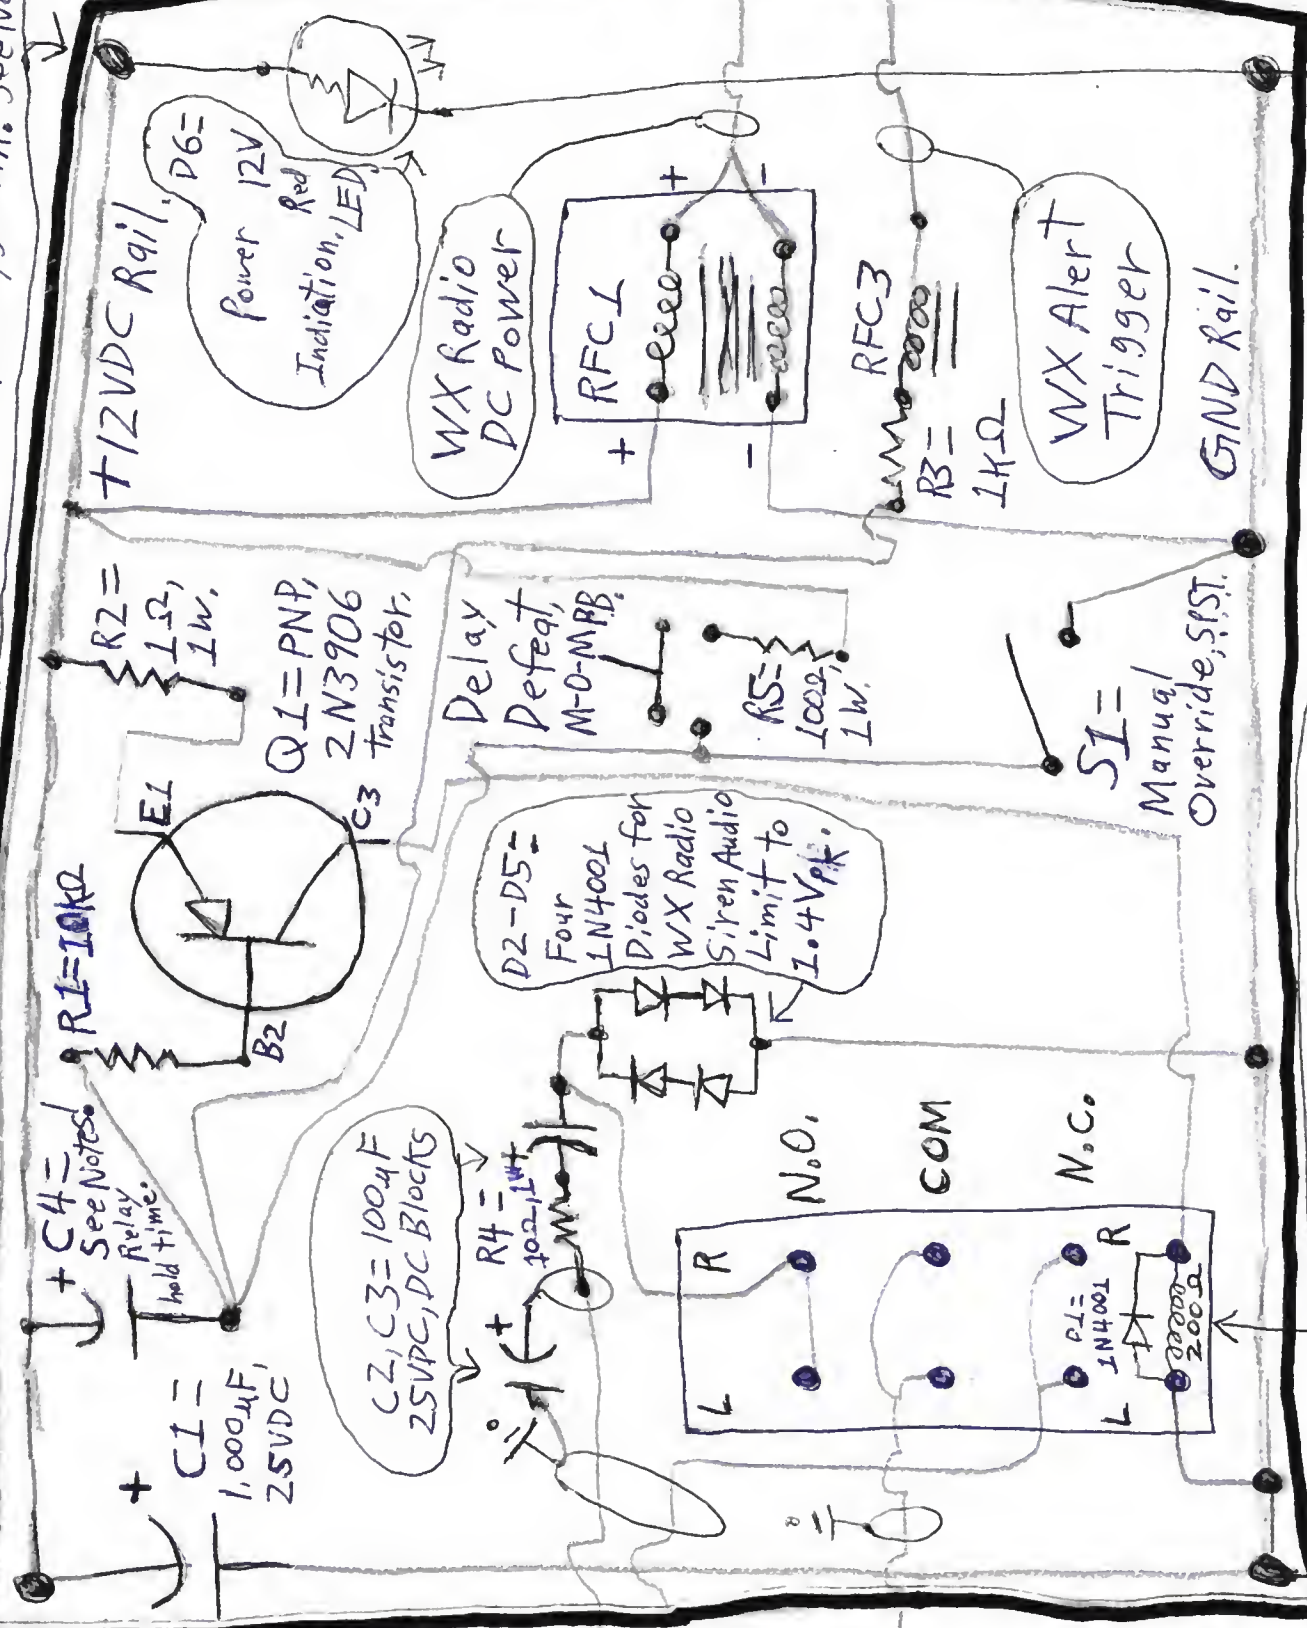 +12VDC Rail.
D6=
Power 12V
Red
Indication. LED.
WX Radio
DC Power
RFC1
+
-
+
-
RFC3
R3=
1KΩ
WX Alert
Trigger
GND Rail.
R2=
1Ω,
1W.
Q1=PNP,
2N3906
transistor.
E1
C3
B2
R1=10KΩ
Delay
Defeat,
M-O-M P.B.
R5=
100Ω,
1W.
S1=
Manual
Override, SPST.
D2-D5=
Four
1N4001
Diodes for
WX Radio
Siren Audio
Limit to
1.4Vpk.
+ C4=
See Notes!
Relay
hold time.
+
C1=
1,000µF,
25VDC
C2, C3=100µF
25VDC, DC Blocks
R4=
+
N.O.
COM
N.C.
L
R
D1=
1N4001
L
R
200Ω